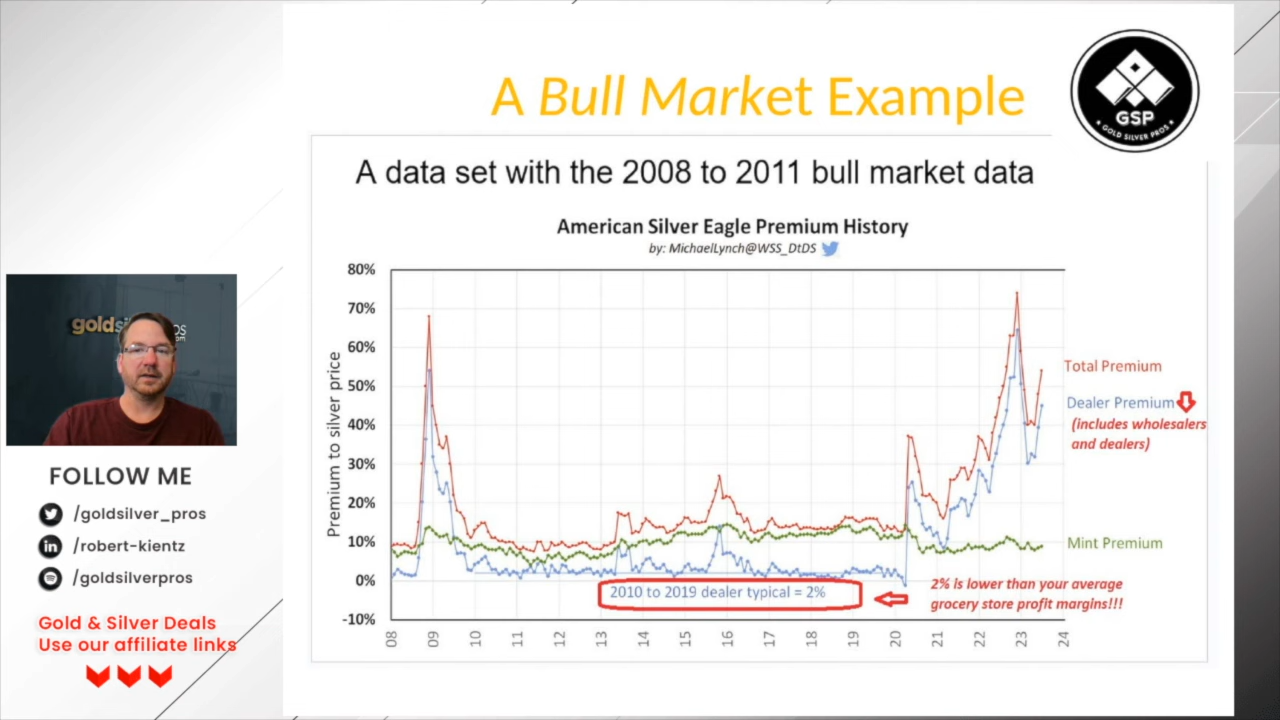 A Bull Market Example
GSP
GOLD SILVER PROS
A data set with the 2008 to 2011 bull market data
American Silver Eagle Premium History
by: MichaelLynch@WSS_DtDS
Premium to silver price
80%
70%
60%
50%
40%
30%
20%
10%
0%
-10%
08 09 10 11 12 13 14 15 16 17 18 19 20 21 22 23 24
Total Premium
Dealer Premium
(includes wholesalers
and dealers)
Mint Premium
2010 to 2019 dealer typical = 2%
2% is lower than your average
grocery store profit margins!!!
FOLLOW ME
/goldsilver_pros
/robert-kientz
/goldsilverpros
Gold & Silver Deals
Use our affiliate links